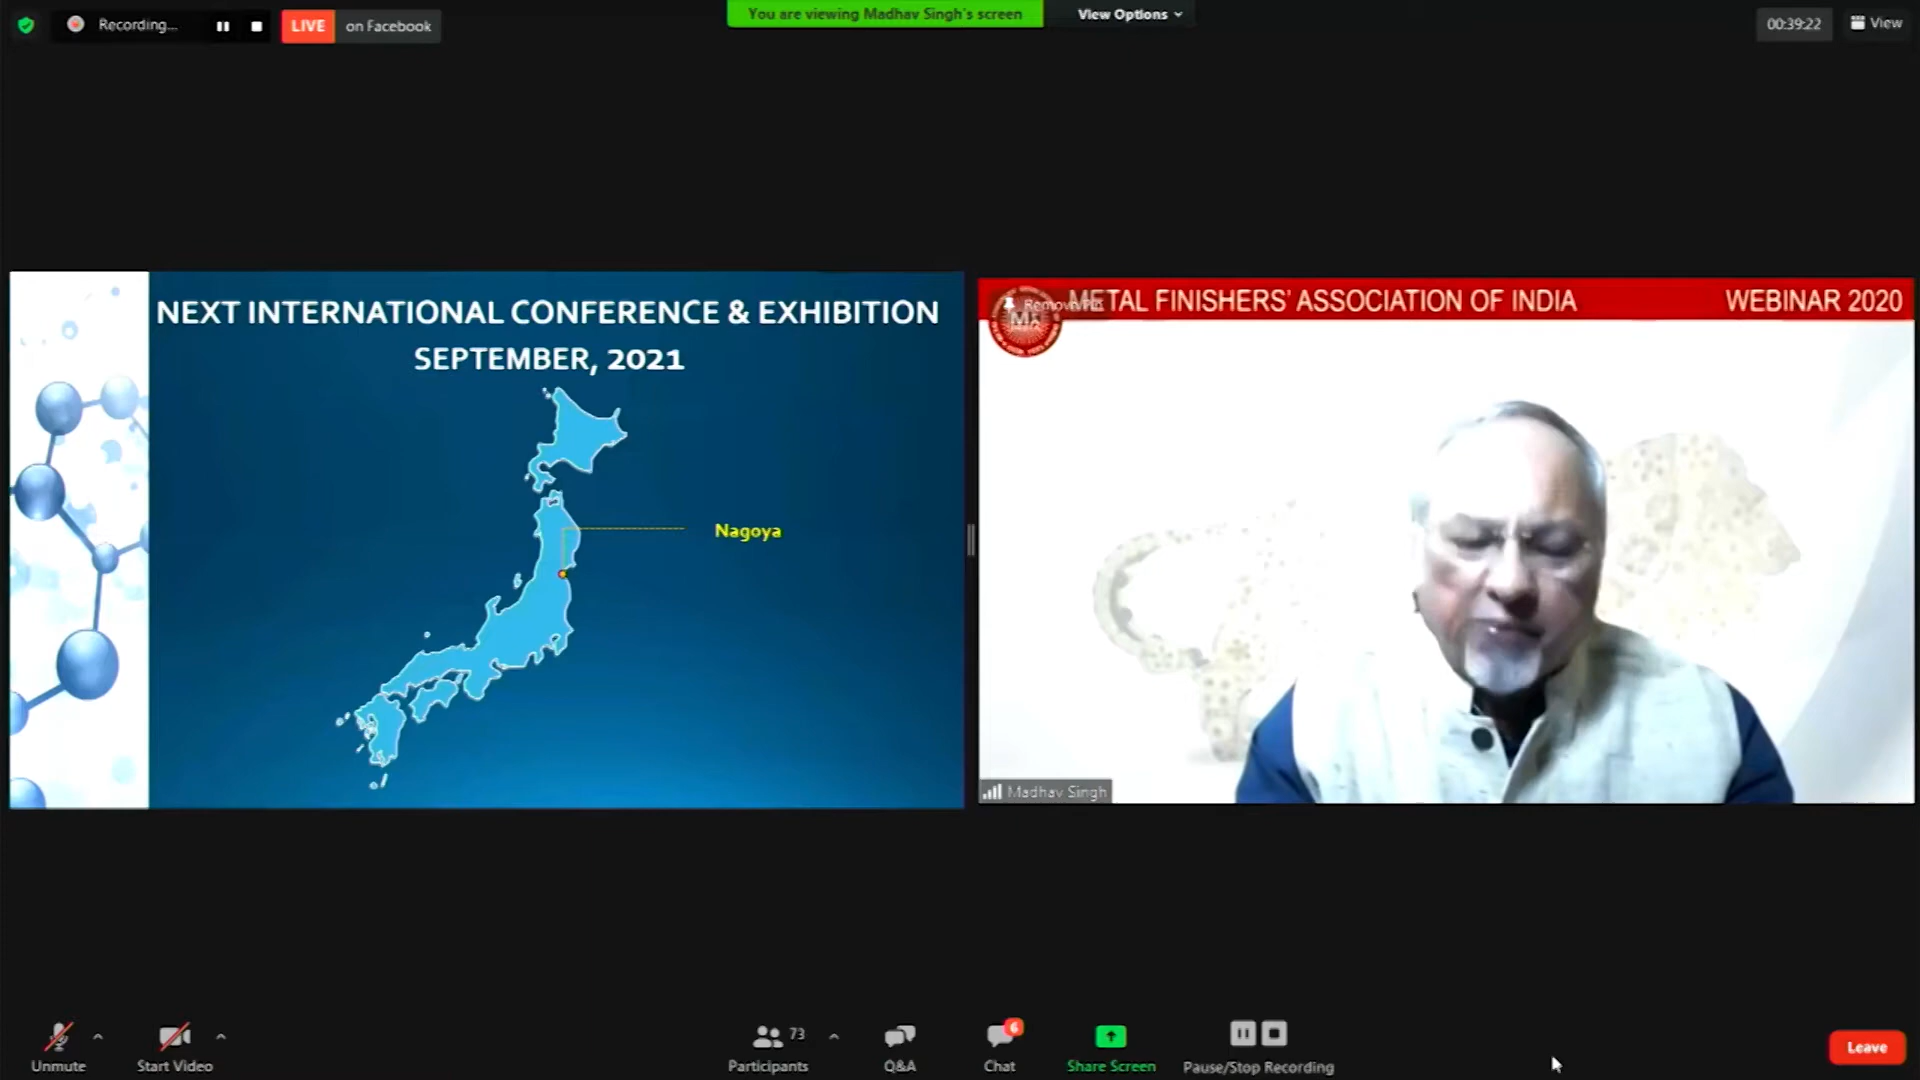 Recording...
LIVE on Facebook
You are viewing Madhav Singh's screen
View Options
00:39:22
View
NEXT INTERNATIONAL CONFERENCE & EXHIBITION
SEPTEMBER, 2021
Nagoya
METAL FINISHERS' ASSOCIATION OF INDIA
WEBINAR 2020
Remove Pin
Madhav Singh
Unmute
Start Video
73
Participants
Q&A
6
Chat
Share Screen
Pause/Stop Recording
Leave